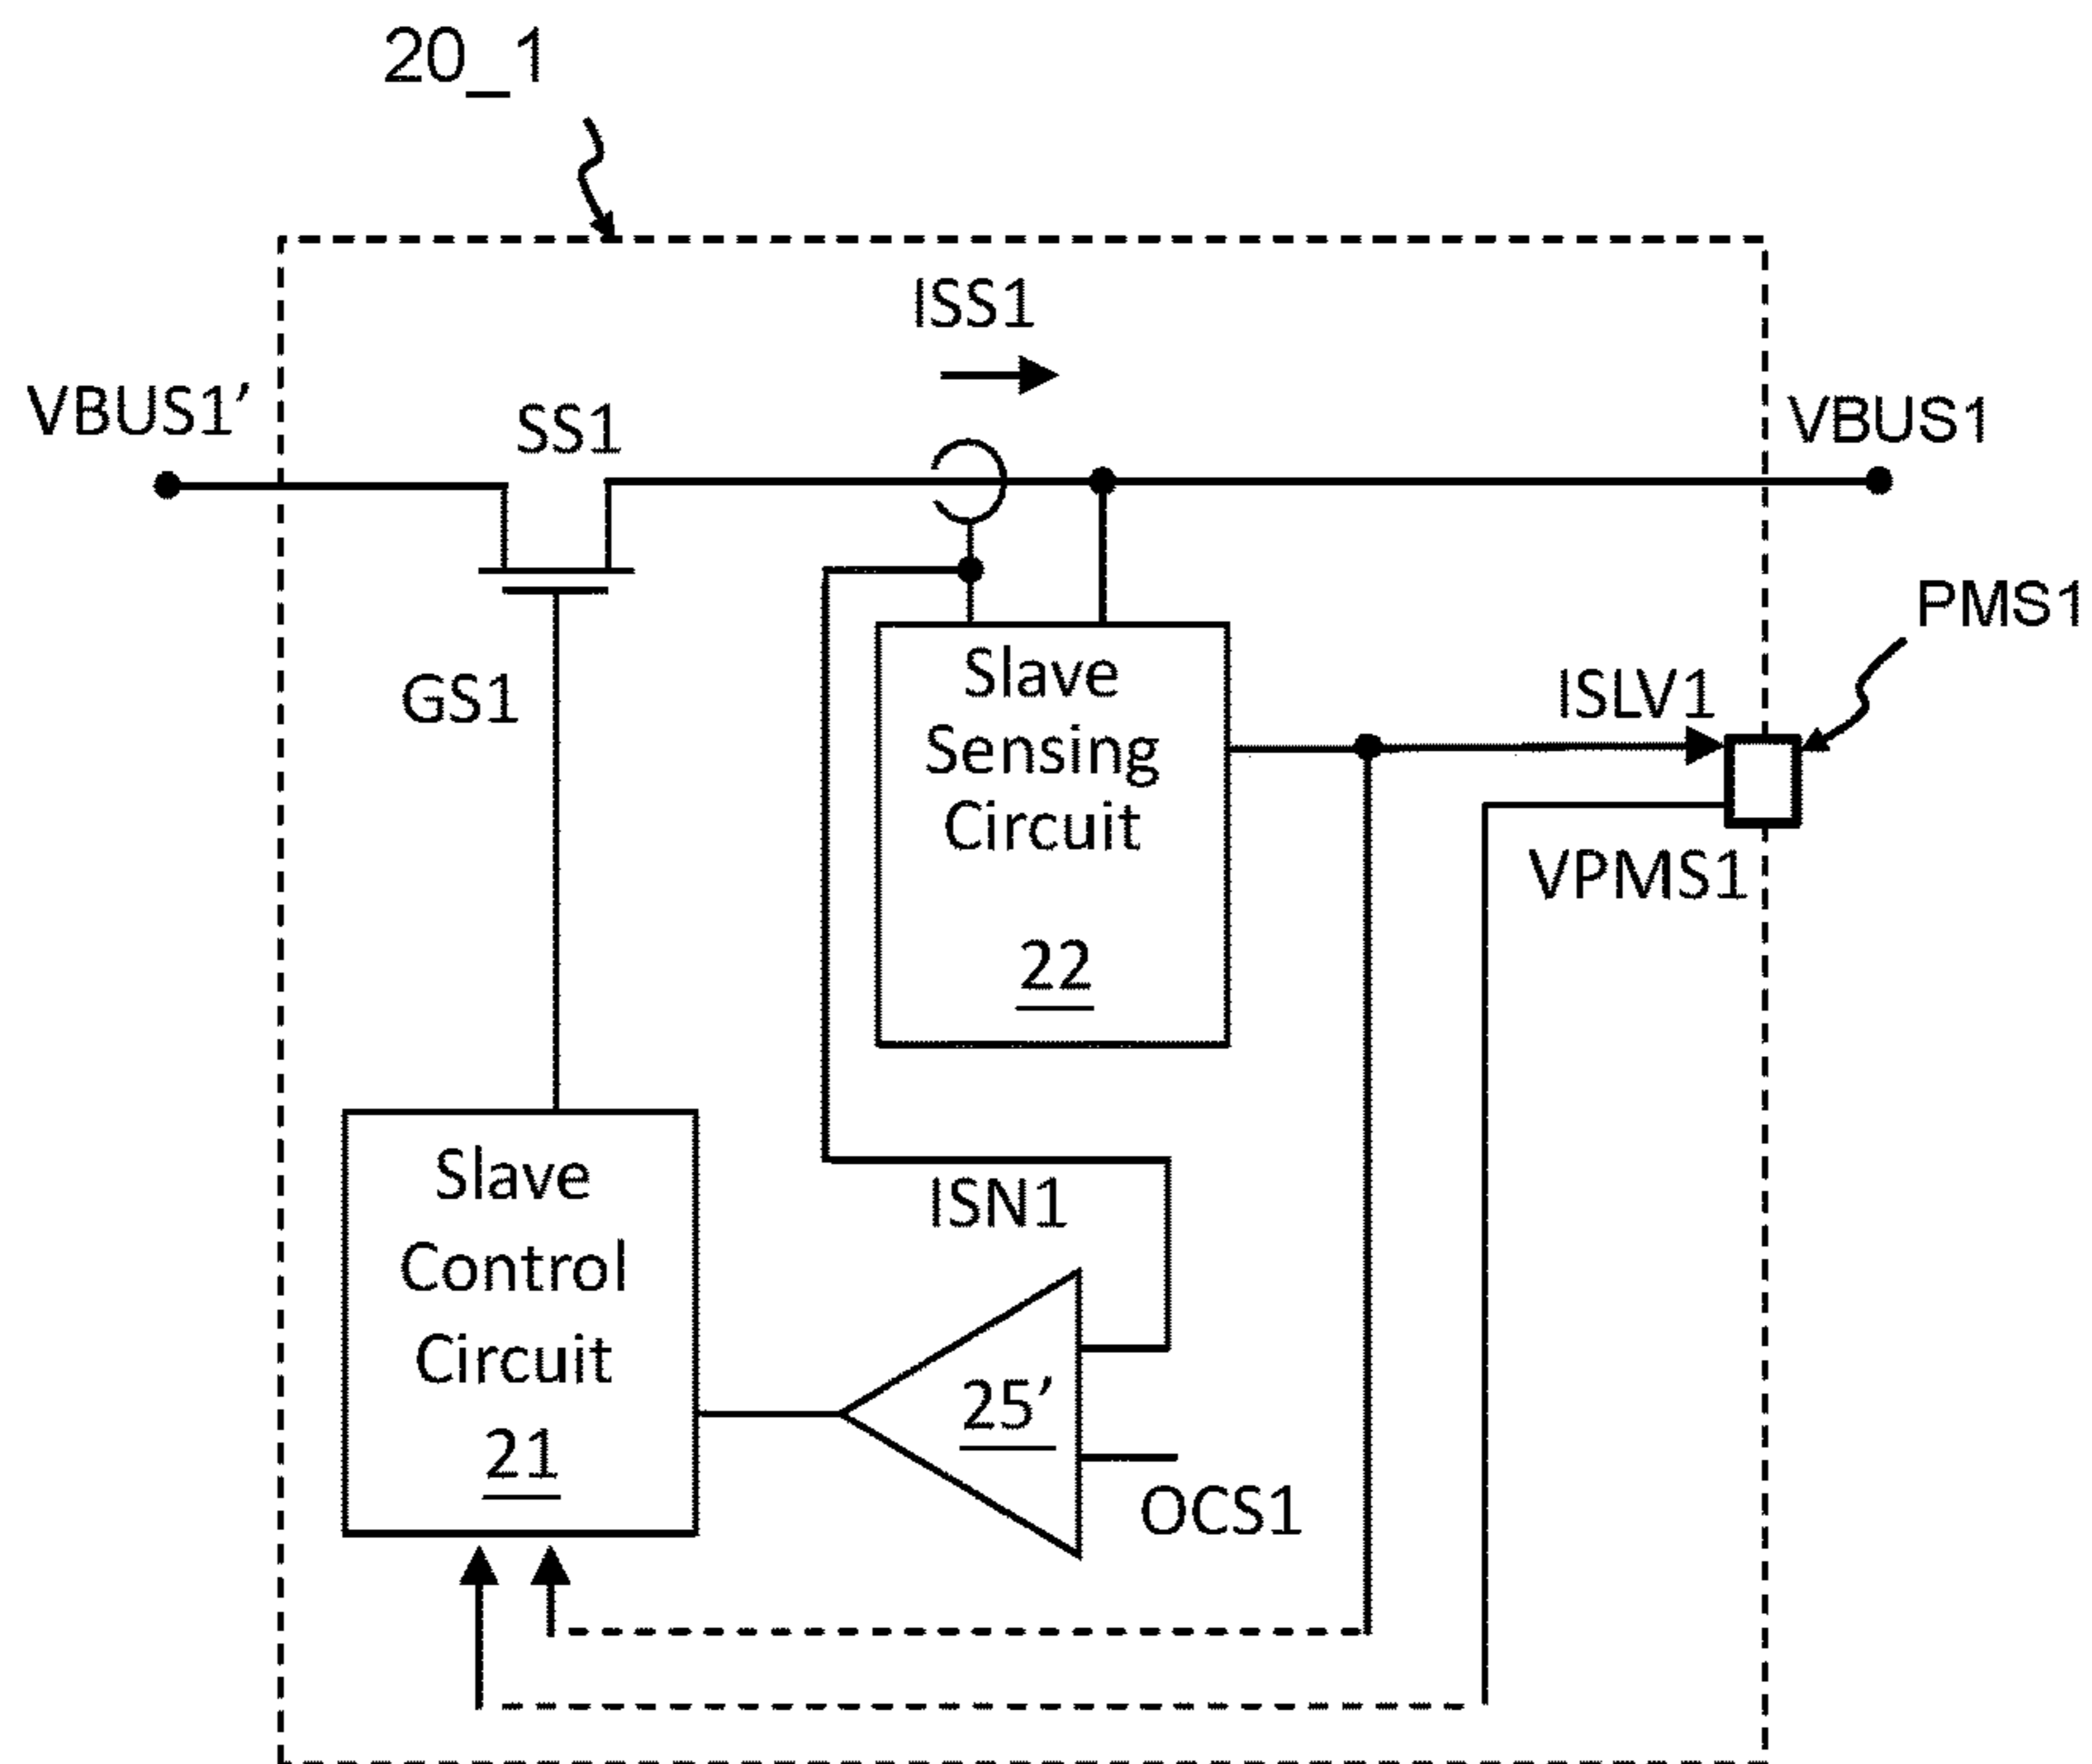 20_1
ISS1
VBUS1’
SS1
VBUS1
PMS1
GS1
Slave
Sensing
Circuit
22
ISLV1
VPMS1
ISN1
Slave
Control
Circuit
21
25’
OCS1